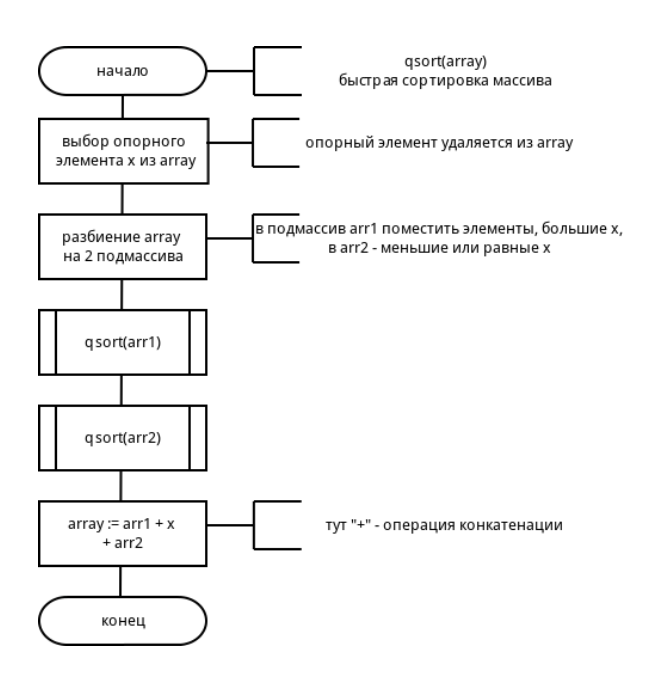 начало
qsort(array)
быстрая сортировка массива
выбор опорного
элемента x из array
опорный элемент удаляется из array
разбиение array
на 2 подмассива
в подмассив arr1 поместить элементы, большие x,
в arr2 - меньшие или равные x
qsort(arr1)
qsort(arr2)
array := arr1 + x
+ arr2
тут "+" - операция конкатенации
конец